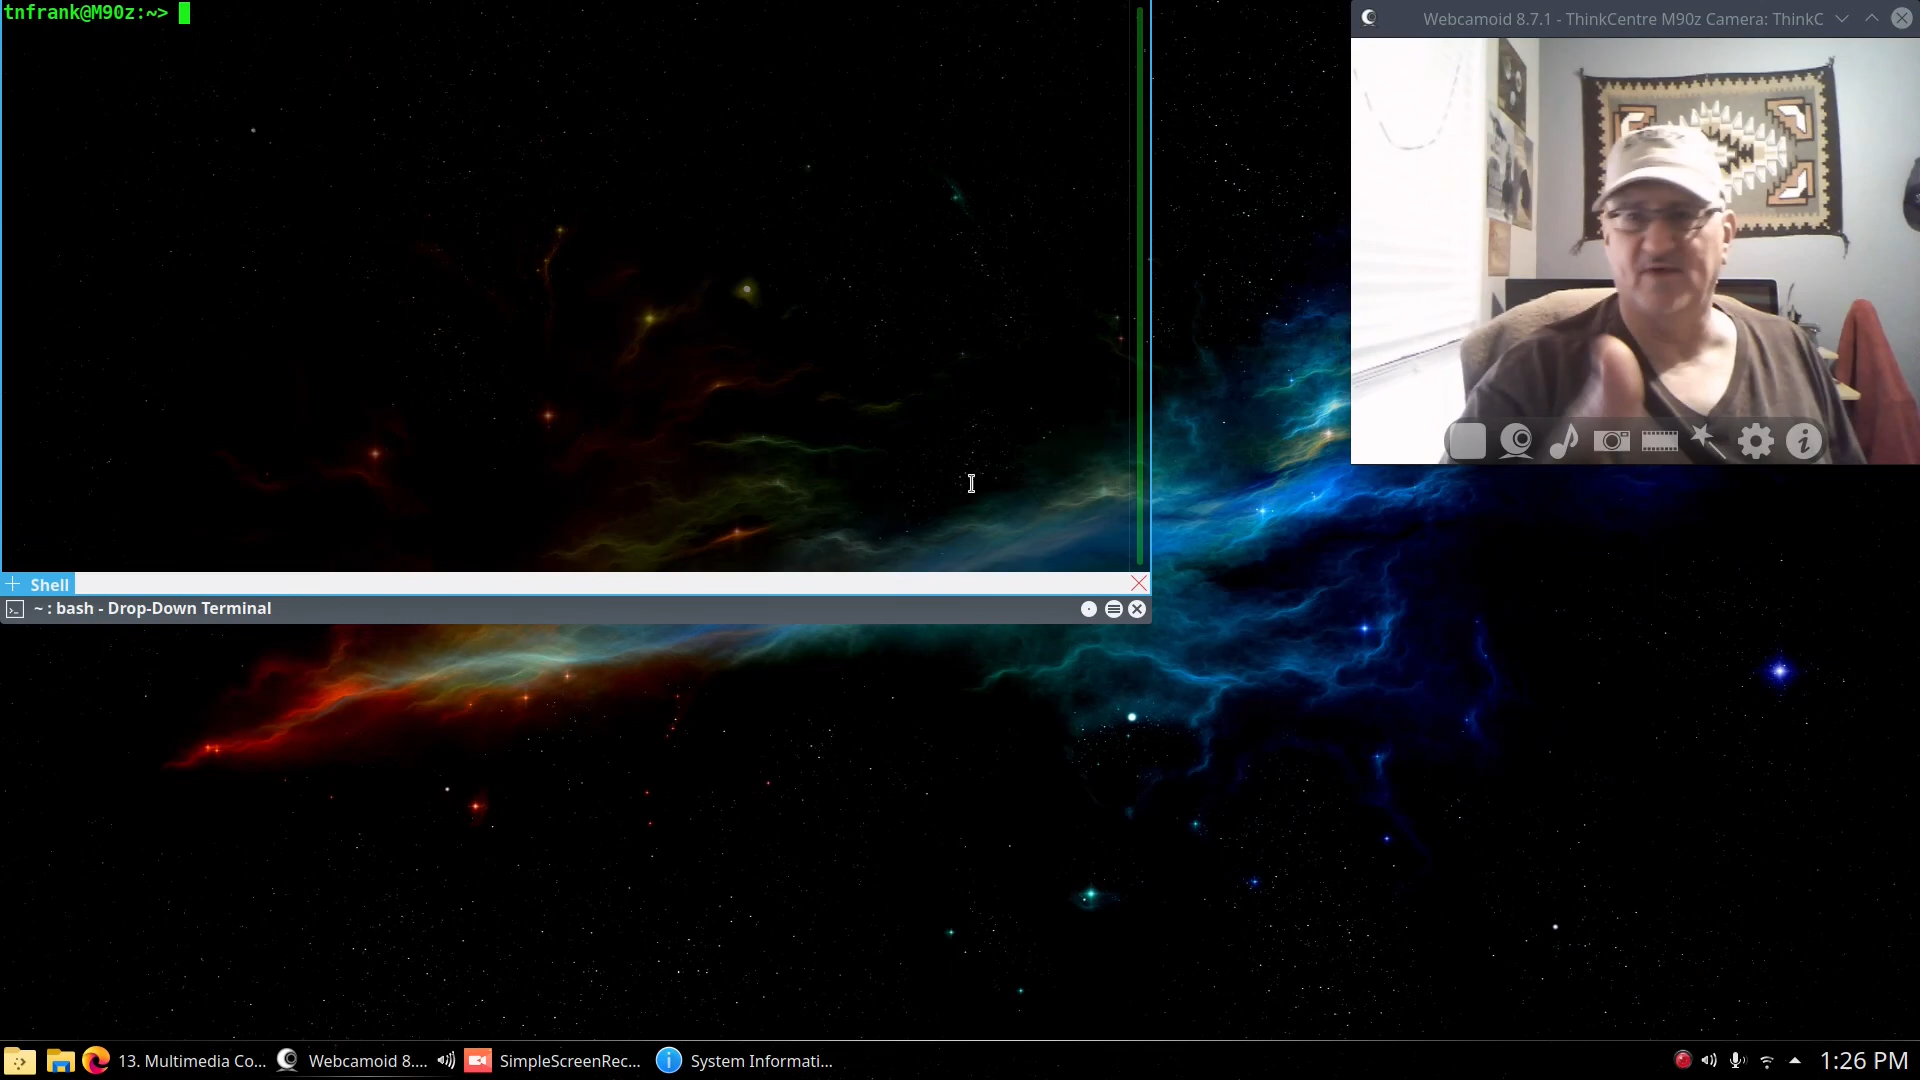 tnfrank@M90z:~>
Webcamoid 8.7.1 - ThinkCentre M90z Camera: ThinkC
Shell
~ : bash - Drop-Down Terminal
13. Multimedia Co...
Webcamoid 8....
SimpleScreenRec...
System Informati...
1:26 PM